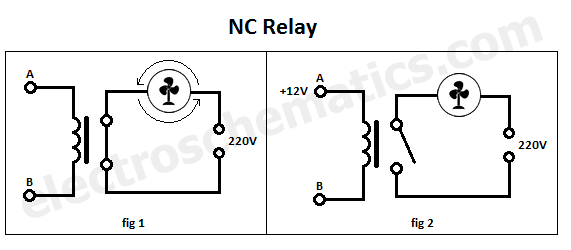 NC Relay
A
220V
B
fig 1
A
+12V
220V
B
fig 2
electroschematics.com